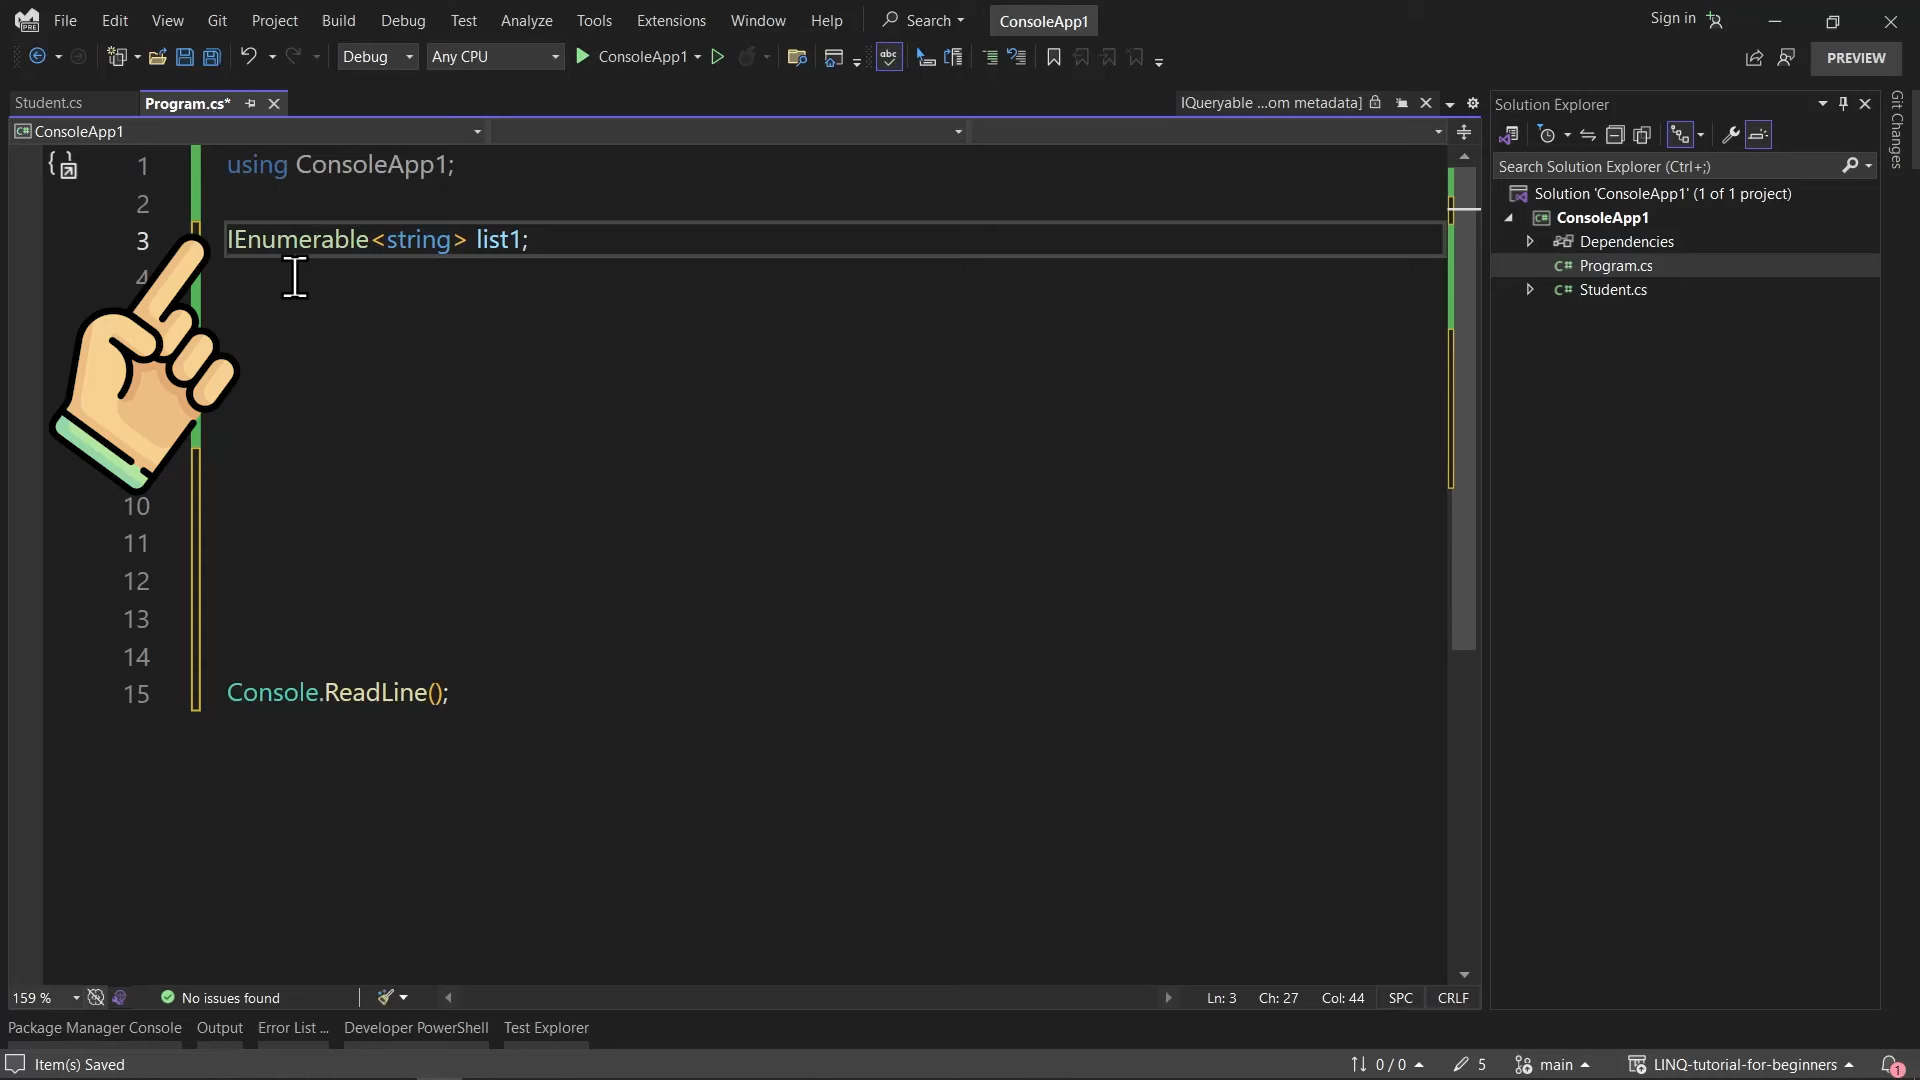 File Edit View Git Project Build Debug Test Analyze Tools Extensions Window Help Search ConsoleApp1 Sign in
PRE
Debug Any CPU ConsoleApp1 abc PREVIEW
Student.cs Program.cs* IQueryable ...om metadata]
C# ConsoleApp1
1 using ConsoleApp1;
2
3 IEnumerable<string> list1;
4
10
11
12
13
14
15 Console.ReadLine();
159 % No issues found Ln: 3 Ch: 27 Col: 44 SPC CRLF
Solution Explorer
Search Solution Explorer (Ctrl+;)
Solution 'ConsoleApp1' (1 of 1 project)
C# ConsoleApp1
Dependencies
C# Program.cs
C# Student.cs
Git Changes
Package Manager Console Output Error List ... Developer PowerShell Test Explorer
Item(s) Saved 0 / 0 5 main LINQ-tutorial-for-beginners 1